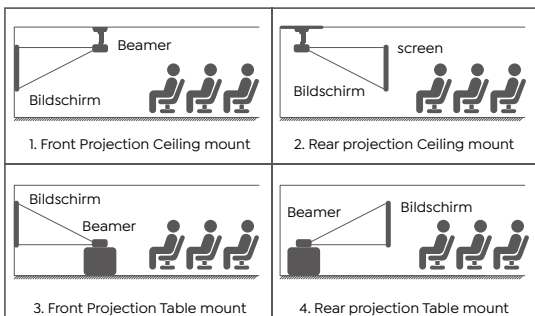 Beamer
Bildschirm
1. Front Projection Ceiling mount
screen
Bildschirm
2. Rear projection Ceiling mount
Bildschirm
Beamer
3. Front Projection Table mount
Beamer
Bildschirm
4. Rear projection Table mount